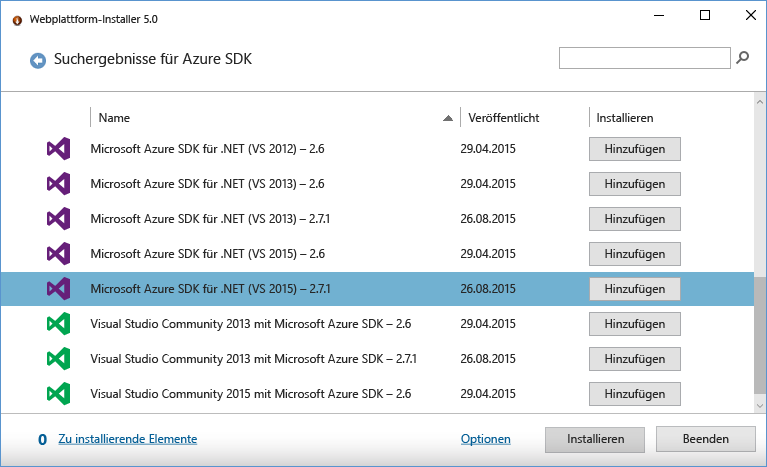 Webplattform-Installer 5.0
Suchergebnisse für Azure SDK
Name Veröffentlicht Installieren
Microsoft Azure SDK für .NET (VS 2012) – 2.6 29.04.2015 Hinzufügen
Microsoft Azure SDK für .NET (VS 2013) – 2.6 29.04.2015 Hinzufügen
Microsoft Azure SDK für .NET (VS 2013) – 2.7.1 26.08.2015 Hinzufügen
Microsoft Azure SDK für .NET (VS 2015) – 2.6 29.04.2015 Hinzufügen
Microsoft Azure SDK für .NET (VS 2015) – 2.7.1 26.08.2015 Hinzufügen
Visual Studio Community 2013 mit Microsoft Azure SDK – 2.6 29.04.2015 Hinzufügen
Visual Studio Community 2013 mit Microsoft Azure SDK – 2.7.1 26.08.2015 Hinzufügen
Visual Studio Community 2015 mit Microsoft Azure SDK – 2.6 29.04.2015 Hinzufügen
0 Zu installierende Elemente Optionen Installieren Beenden